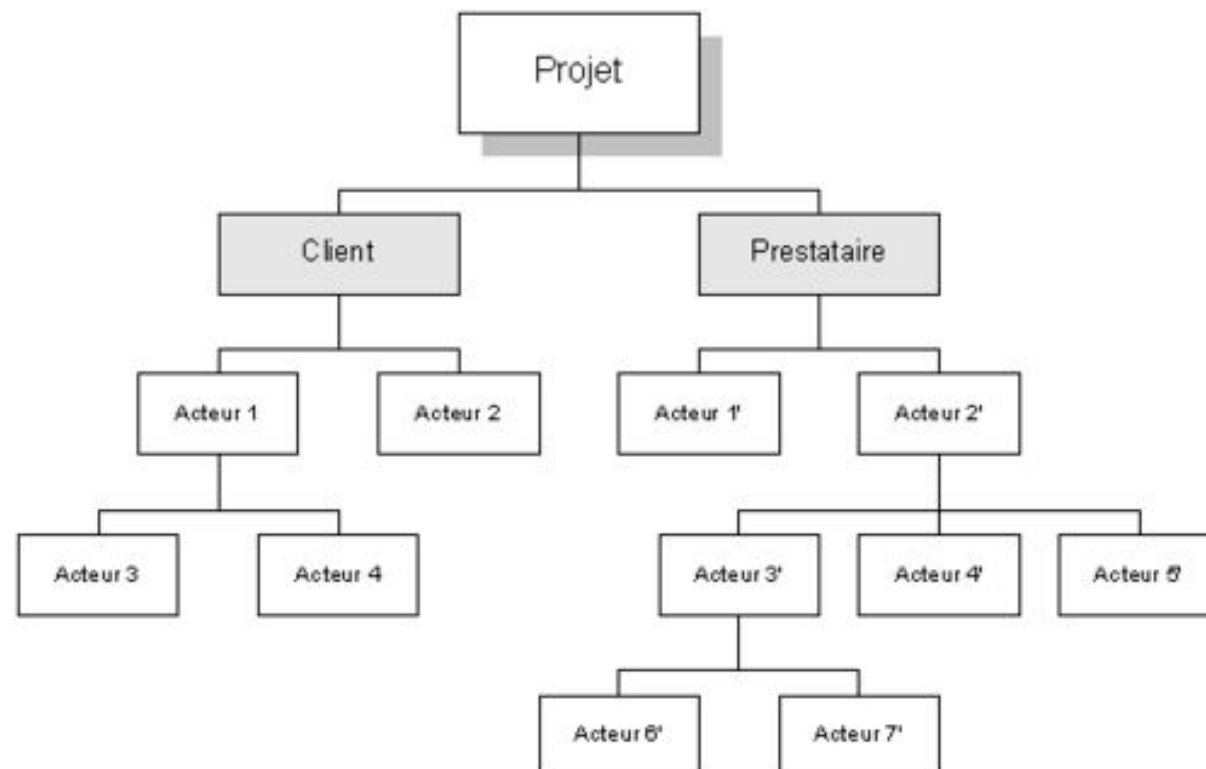 Projet
Client
Prestataire
Acteur 1
Acteur 2
Acteur 1'
Acteur 2'
Acteur 3
Acteur 4
Acteur 3'
Acteur 4'
Acteur 5'
Acteur 6'
Acteur 7'